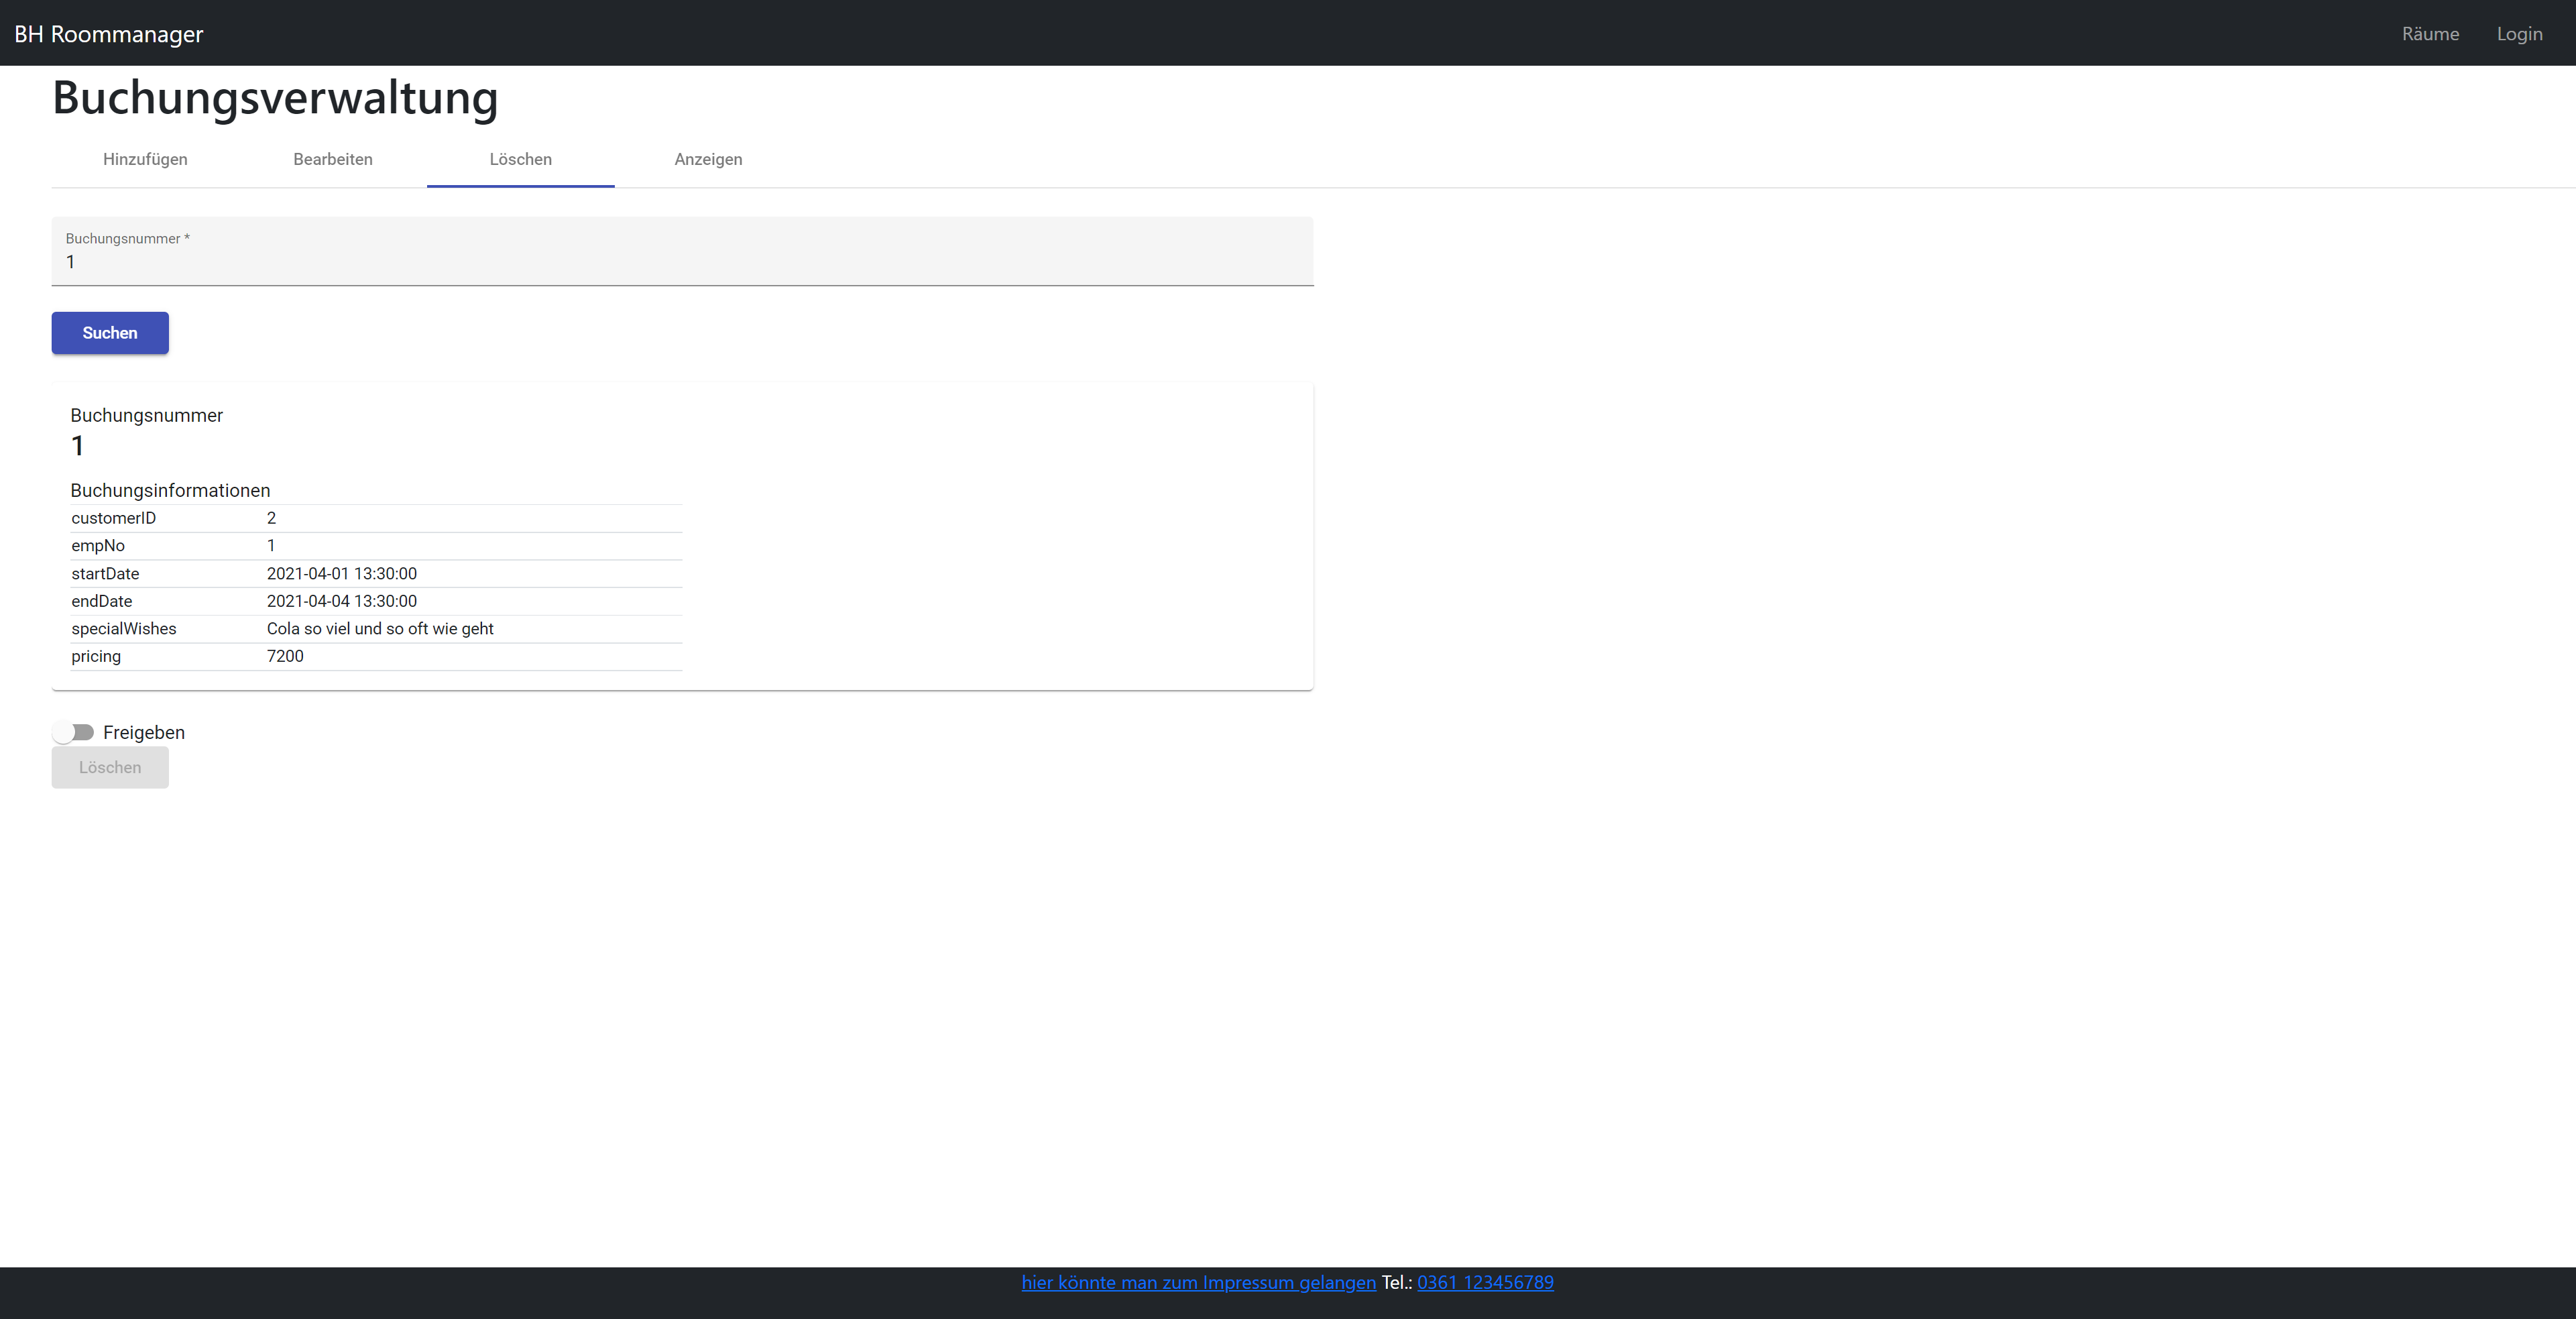 BH Roommanager Räume Login
Buchungsverwaltung
Hinzufügen Bearbeiten Löschen Anzeigen
Buchungsnummer *
1
Suchen
Buchungsnummer
1
Buchungsinformationen
customerID 2
empNo 1
startDate 2021-04-01 13:30:00
endDate 2021-04-04 13:30:00
specialWishes Cola so viel und so oft wie geht
pricing 7200
Freigeben
Löschen
hier könnte man zum Impressum gelangen Tel.: 0361 123456789